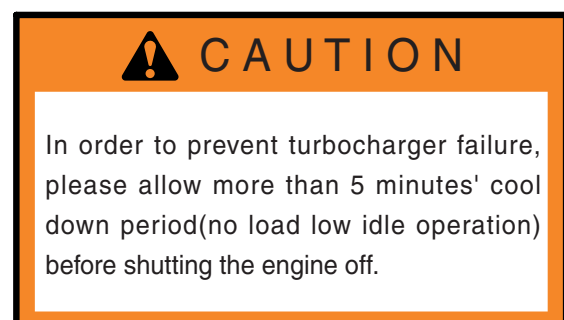 CAUTION
In order to prevent turbocharger failure,
please allow more than 5 minutes' cool
down period(no load low idle operation)
before shutting the engine off.